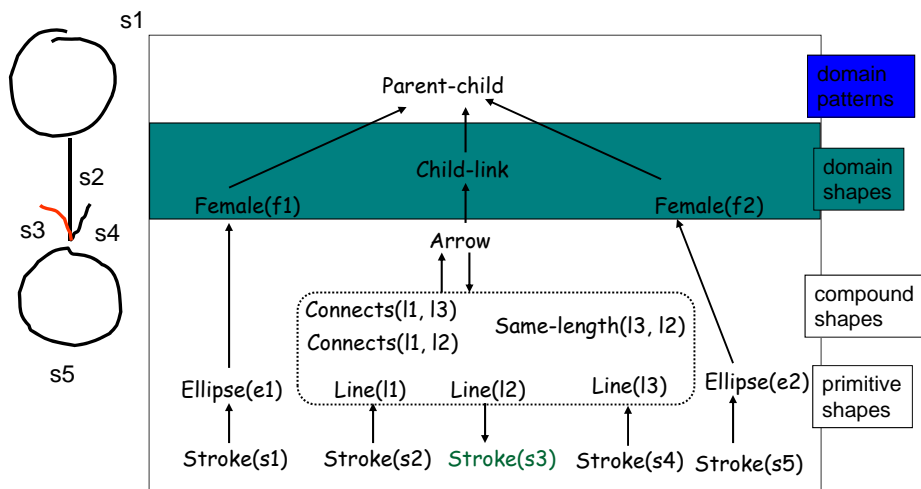 s1
domain
patterns
Parent-child
s2
Child-link
domain
shapes
Female(f1)
Female(f2)
s3
s4
Arrow
compound
shapes
Connects(l1, l3)
Same-length(l3, l2)
Connects(l1, l2)
s5
Ellipse(e1)
Line(l1)
Line(l2)
Line(l3)
Ellipse(e2)
primitive
shapes
Stroke(s1)
Stroke(s2)
Stroke(s3)
Stroke(s4)
Stroke(s5)